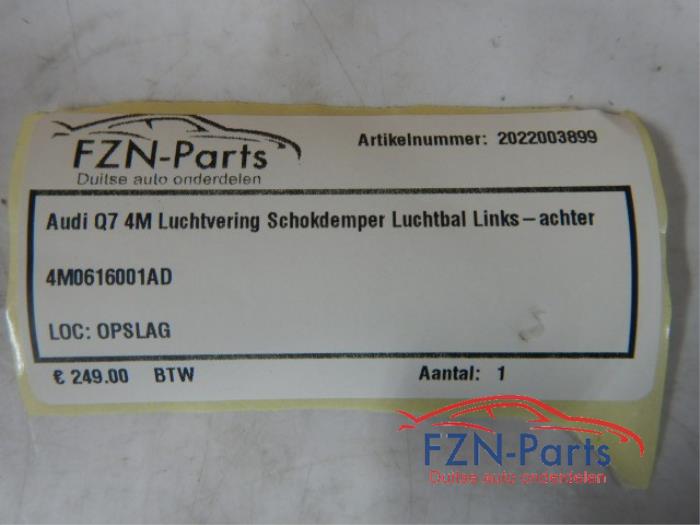 FZN-Parts
Duitse auto onderdelen
Artikelnummer: 2022003899
Audi Q7 4M Luchtvering Schokdemper Luchtbal Links-achter
4M0616001AD
LOC: OPSLAG
€ 249.00 BTW
Aantal: 1
FZN-Parts
Duitse auto onderdelen